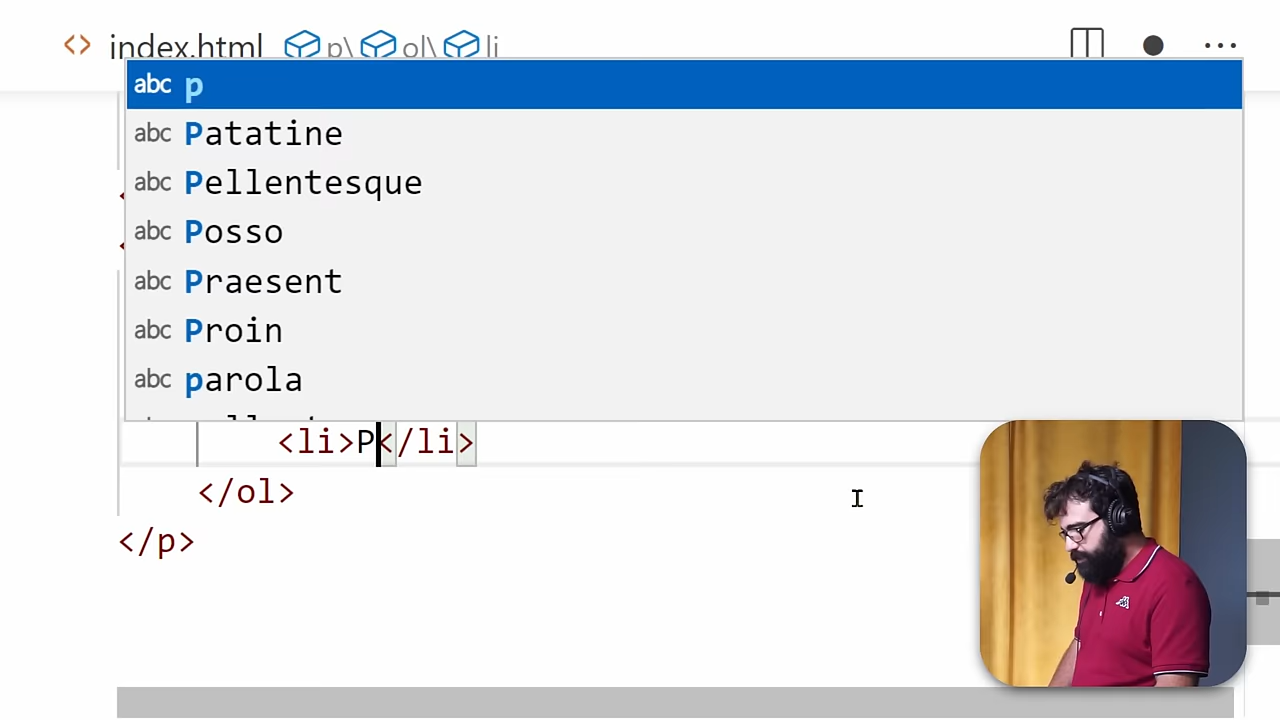 <> index.html p\ ol\ li
abc p
abc Patatine
abc Pellentesque
abc Posso
abc Praesent
abc Proin
abc parola
<li>P</li>
</ol>
</p>